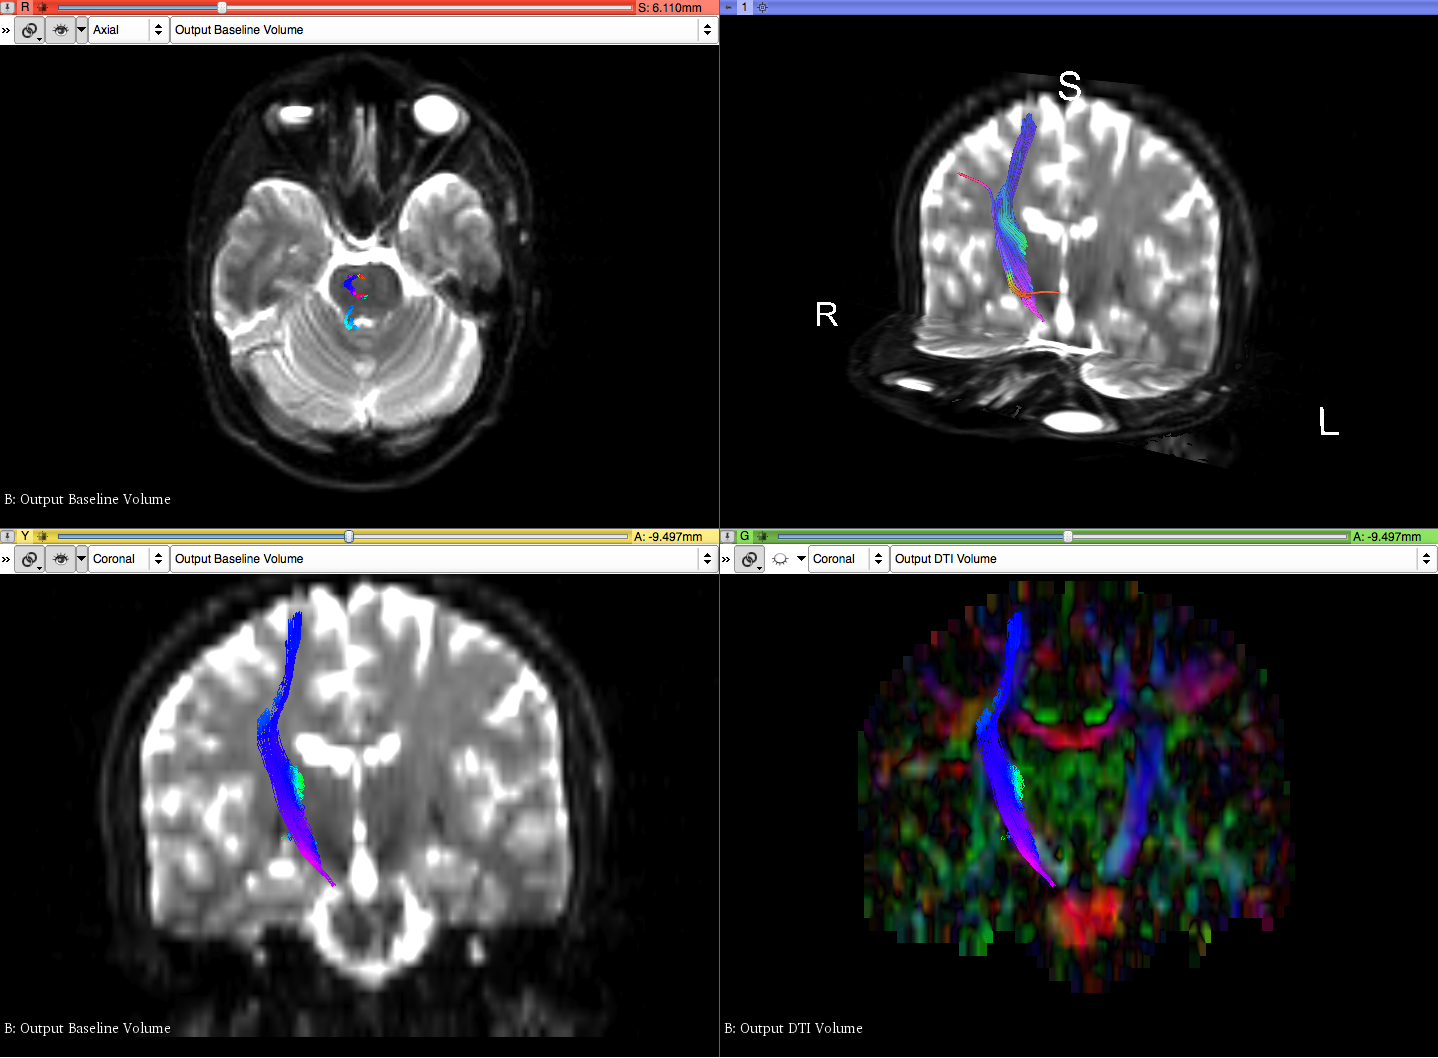 R S: 6.110mm
» Axial Output Baseline Volume
B: Output Baseline Volume
1
S
R
L
Y A: -9.497mm
» Coronal Output Baseline Volume
B: Output Baseline Volume
G A: -9.497mm
» Coronal Output DTI Volume
B: Output DTI Volume